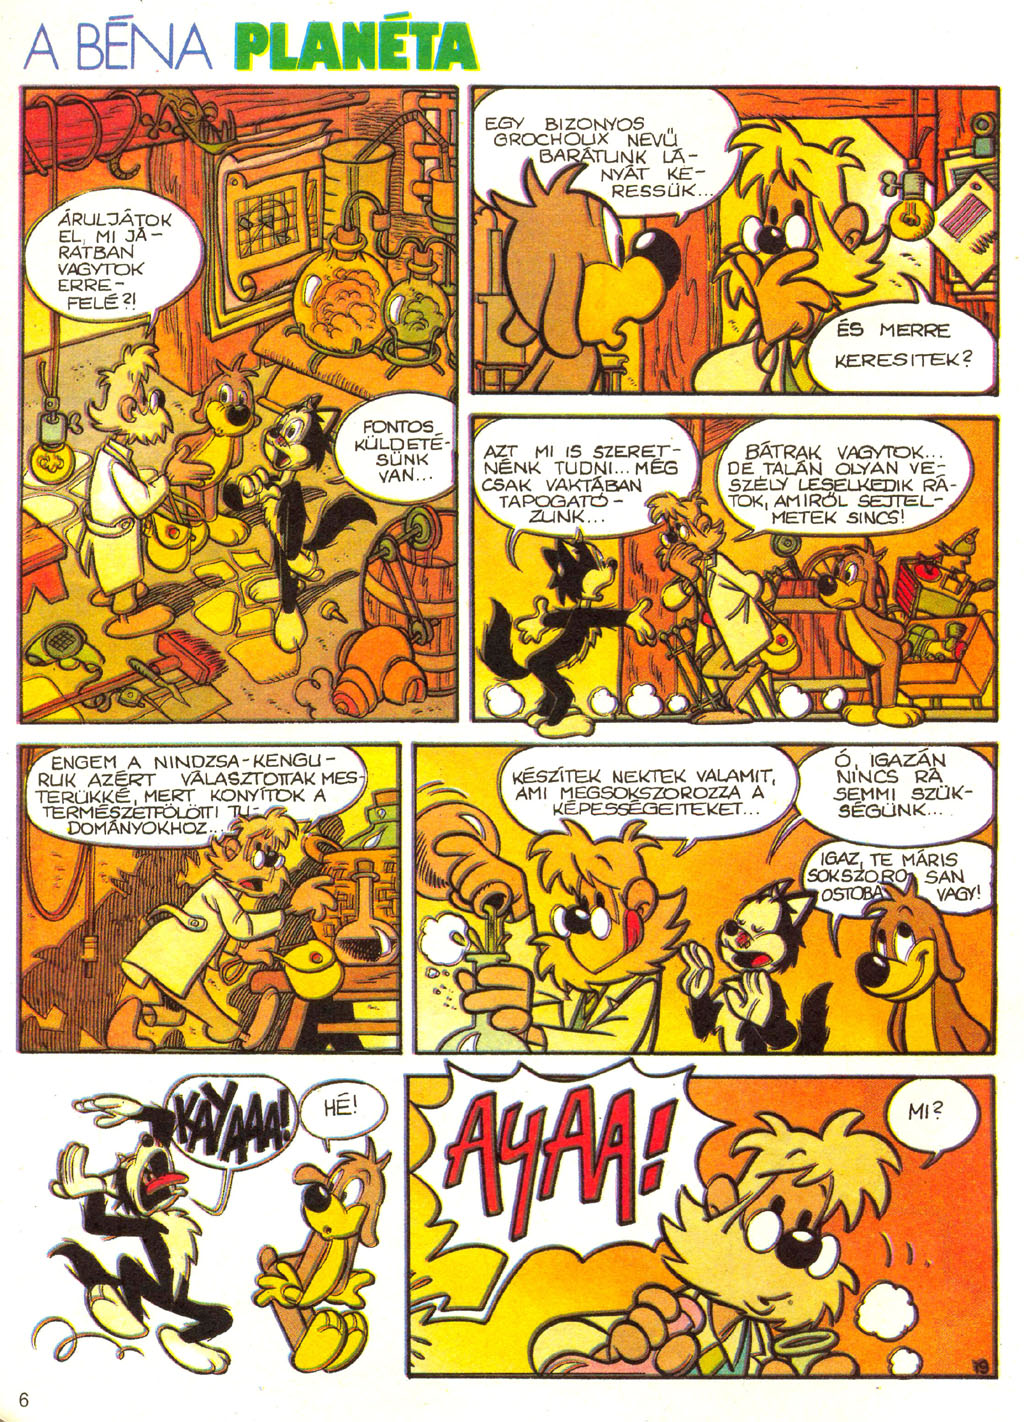 A BÉNA PLANÉTA
ÁRULJÁTOK
EL, MI JÁ-
RATBAN
VAGYTOK
ERRE-
FELÉ?!
FONTOS
KÜLDETÉ-
SÜNK
VAN...
EGY BIZONYOS
GROCHOUX NEVŰ
BARÁTUNK LÁ-
NYÁT KE-
RESSÜK...
ÉS MERRE
KERESITEK?
AZT MI IS SZERET-
NÉNK TUDNI... MÉG
CSAK VAKTÁBAN
TAPOGATÓ-
ZUNK...
BÁTRAK VAGYTOK...
DE TALÁN OLYAN VE-
SZÉLY LESELKEDIK RÁ-
TOK, AMIRŐL SEJTEL-
METEK SINCS!
ENGEM A NINDZSA-KENGU-
RUK AZÉRT VÁLASZTOTTAK MES-
TERÜKKÉ, MERT KONYÍTOK A
TERMÉSZETFÖLÖTTI TU-
DOMÁNYOKHOZ...
KÉSZÍTEK NEKTEK VALAMIT,
AMI MEGSOKSZOROZZA A
KÉPESSÉGEITEKET...
Ó, IGAZÁN
NINCS RÁ
SEMMI SZÜK-
SÉGÜNK...
IGAZ, TE MÁRIS
SOKSZORO SAN
OSTOBA VAGY!
KAYAAA!
HÉ!
AYAA!
MI?
19
6